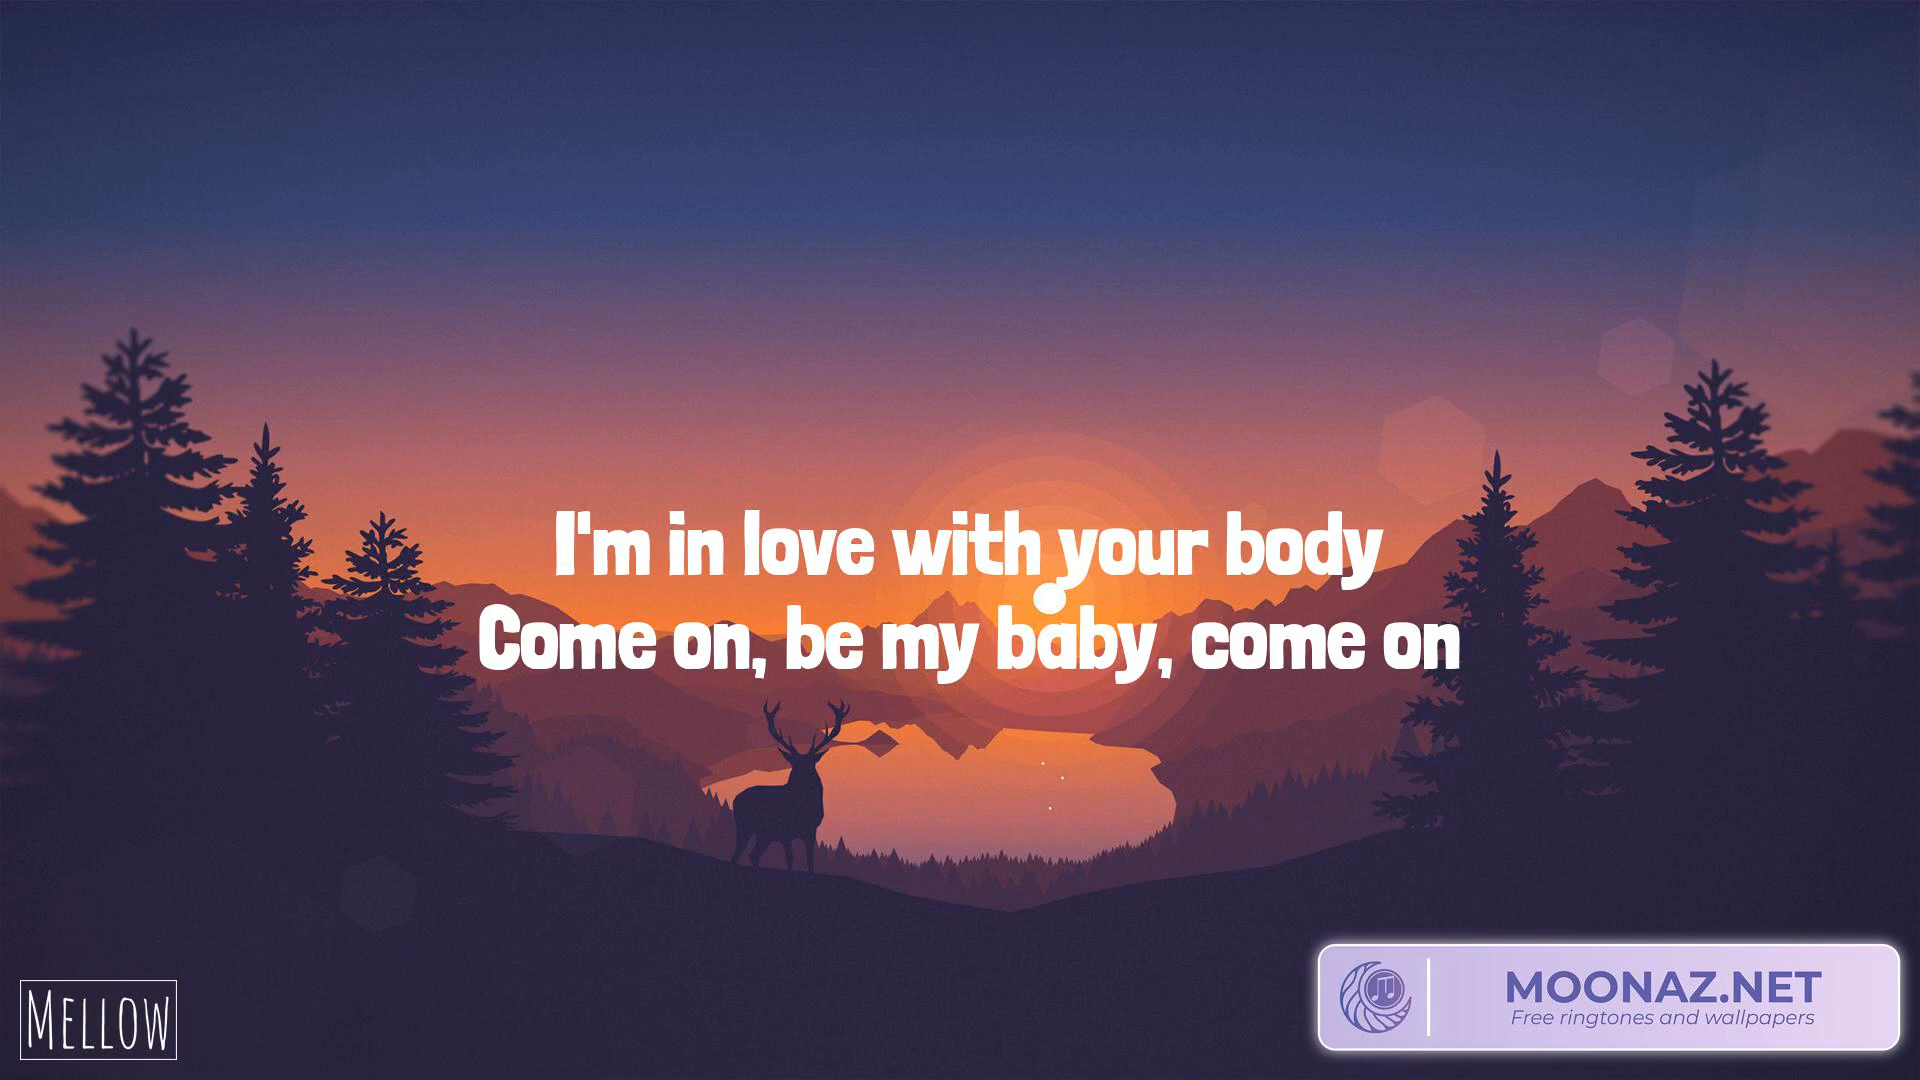 I'm in love with your body
Come on, be my baby, come on
MELLOW
MOONAZ.NET
Free ringtones and wallpapers